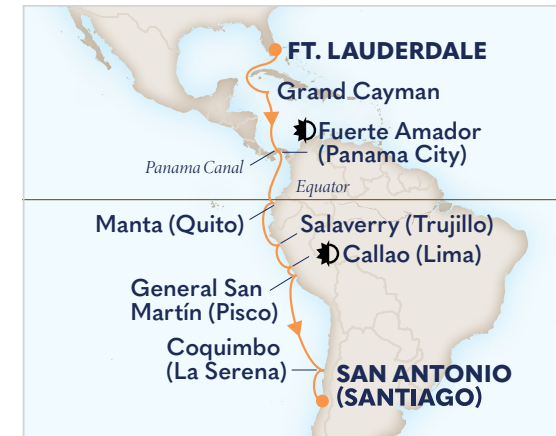 FT. LAUDERDALE
Grand Cayman
Fuerte Amador
(Panama City)
Panama Canal
Equator
Manta (Quito)
Salaverry (Trujillo)
Callao (Lima)
General San
Martín (Pisco)
Coquimbo
(La Serena)
SAN ANTONIO
(SANTIAGO)